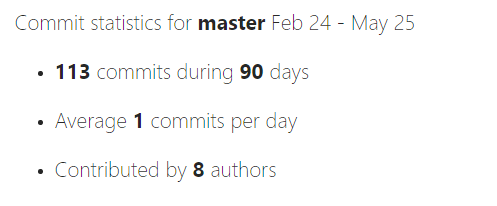 Commit statistics for master Feb 24 - May 25
• 113 commits during 90 days
• Average 1 commits per day
• Contributed by 8 authors